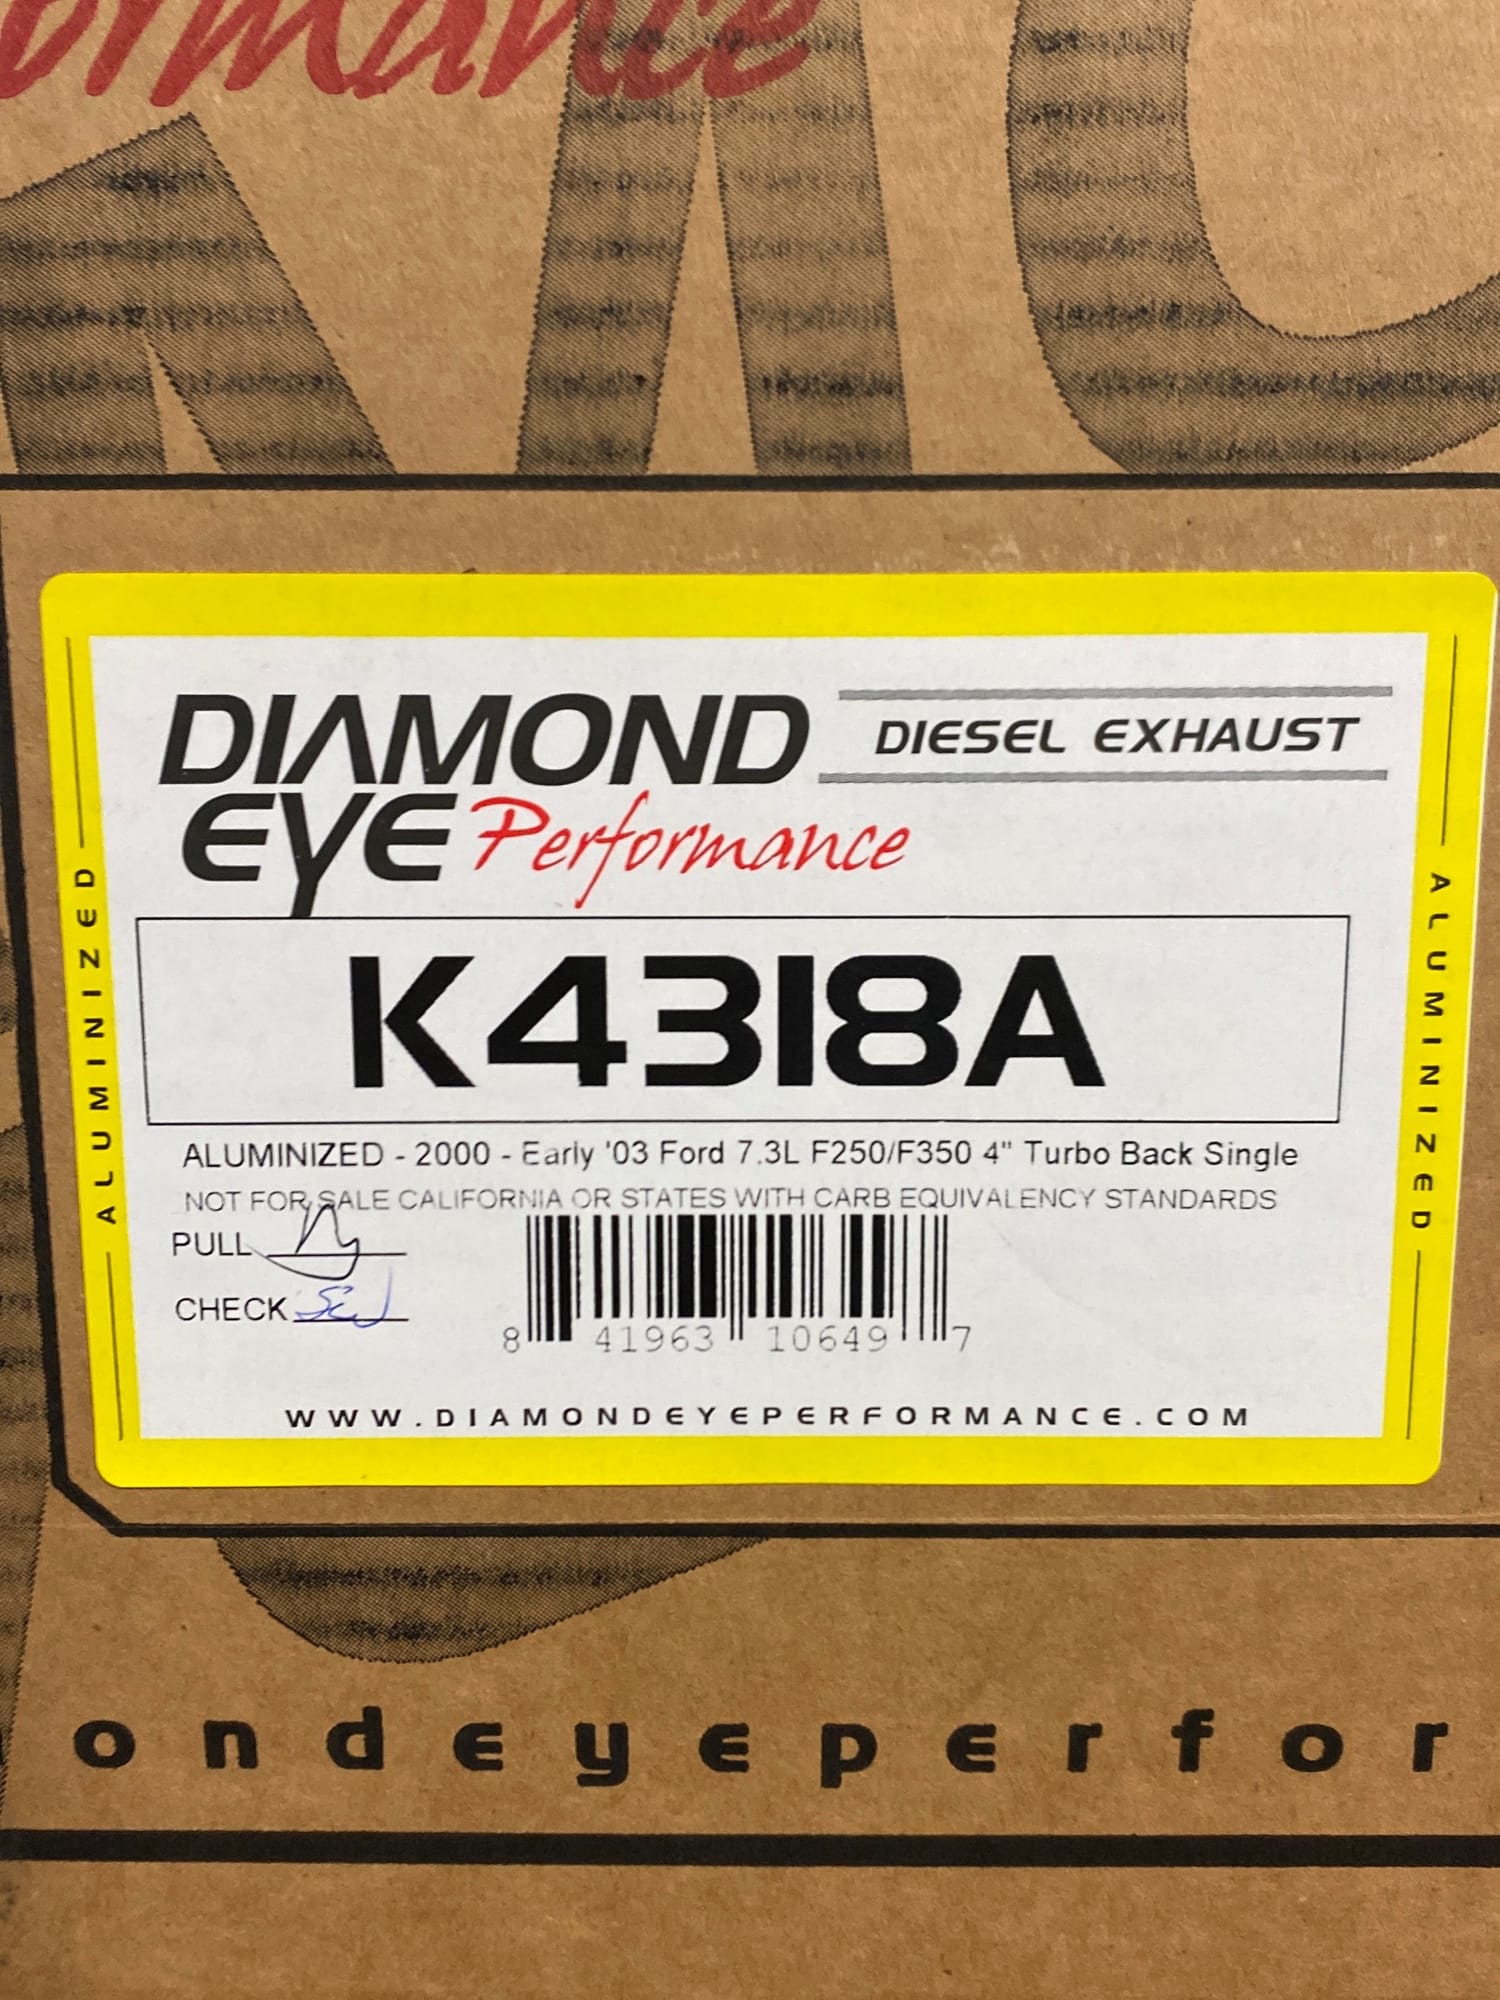 ormance
DIAMOND
DIESEL EXHAUST
EYE Performance
K4318A
ALUMINIZED - 2000 - Early '03 Ford 7.3L F250/F350 4" Turbo Back Single
NOT FOR SALE CALIFORNIA OR STATES WITH CARB EQUIVALENCY STANDARDS
PULL
CHECK
8 41963 10649 7
WWW.DIAMONDEYEPERFORMANCE.COM
ALUMINIZED
ALUMINIZED
ondeyeperfor